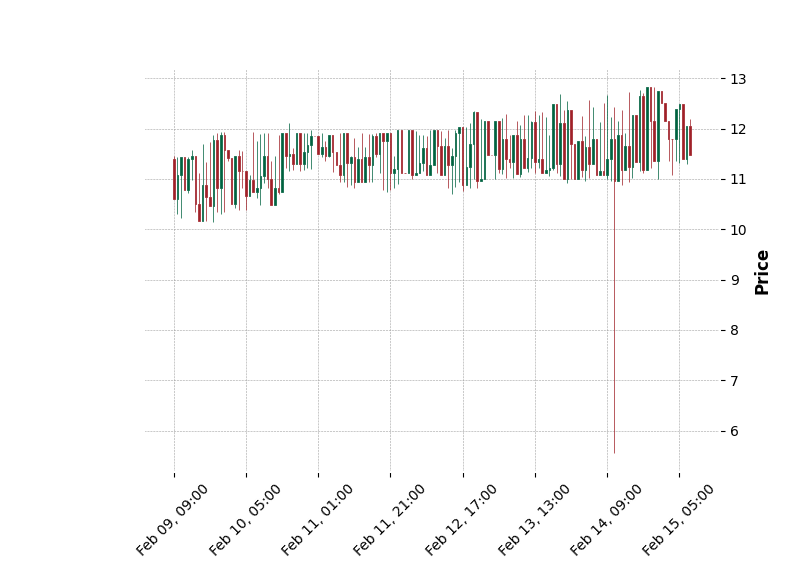 13
12
11
10
9
8
7
6
Price
Feb 09, 09:00
Feb 10, 05:00
Feb 11, 01:00
Feb 11, 21:00
Feb 12, 17:00
Feb 13, 13:00
Feb 14, 09:00
Feb 15, 05:00